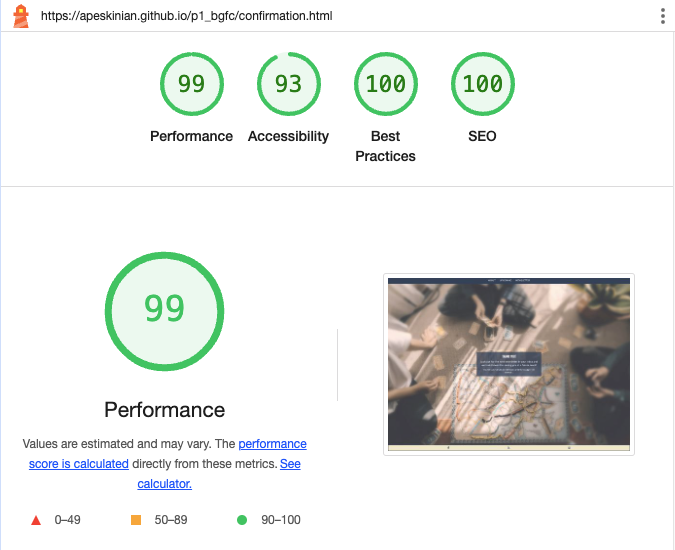 https://apeskinian.github.io/p1_bgfc/confirmation.html
99
93
100
100
Performance
Accessibility
Best
Practices
SEO
99
Performance
Values are estimated and may vary. The performance
score is calculated directly from these metrics. See
calculator.
0–49
50–89
90–100